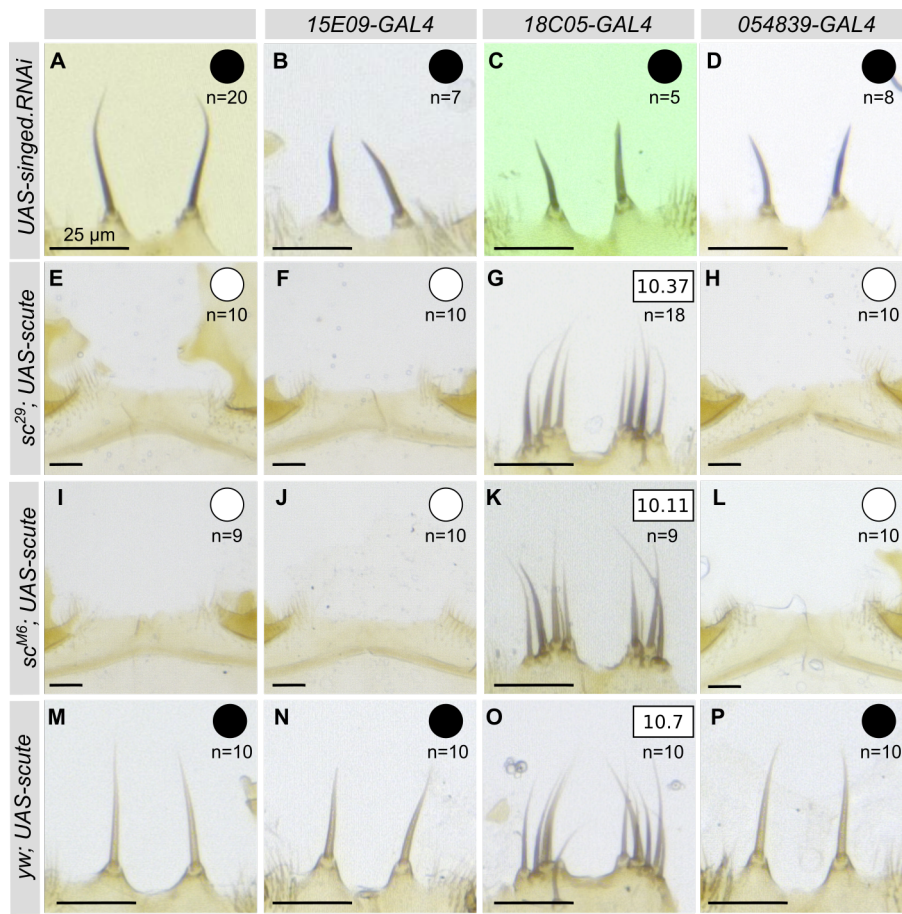 15E09-GAL4 18C05-GAL4 054839-GAL4
UAS-singed.RNAi
A B C D
n=20 n=7 n=5 n=8
25 µm
sc29; UAS-scute
E F G 10.37 H
n=10 n=10 n=18 n=10
scM6; UAS-scute
I J K 10.11 L
n=9 n=10 n=9 n=10
yw; UAS-scute
M N O 10.7 P
n=10 n=10 n=10 n=10